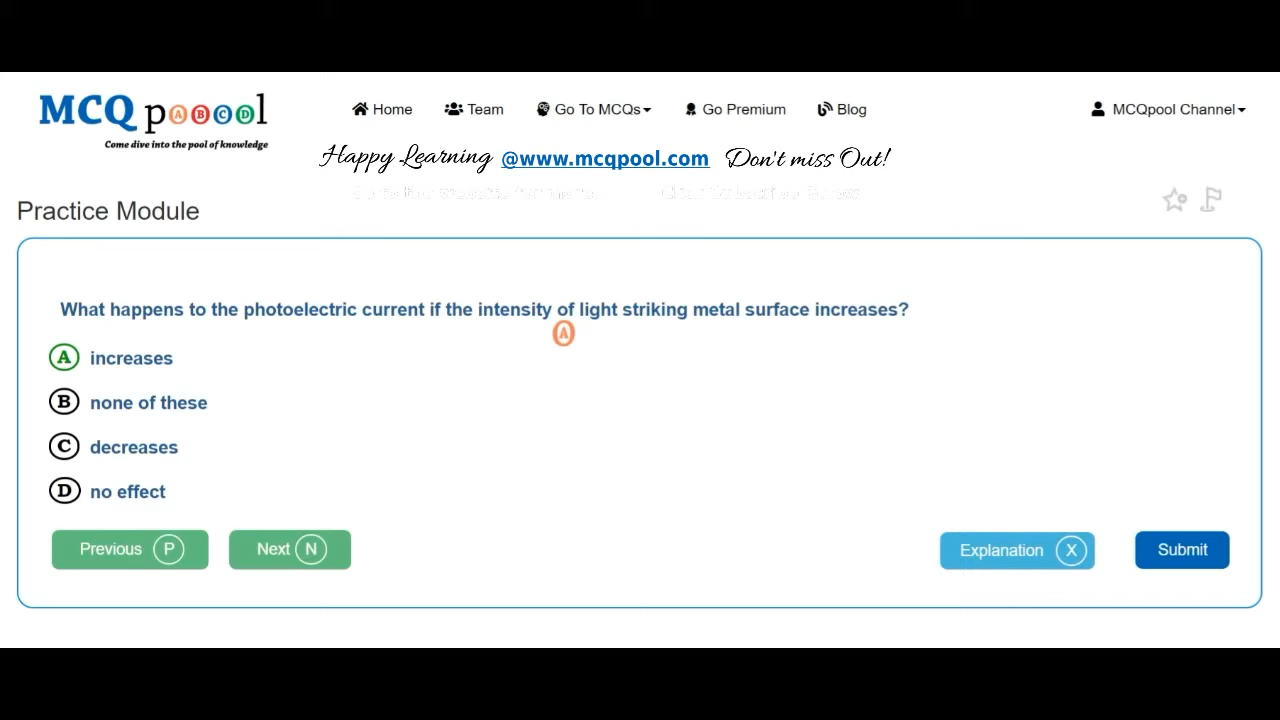 MCQ pABCDl
Come dive into the pool of knowledge
Home Team Go To MCQs Go Premium Blog MCQpool Channel
Happy Learning @www.mcqpool.com Don't miss Out!
Practice Module
What happens to the photoelectric current if the intensity of light striking metal surface increases?
A
A increases
B none of these
C decreases
D no effect
Previous P Next N Explanation X Submit